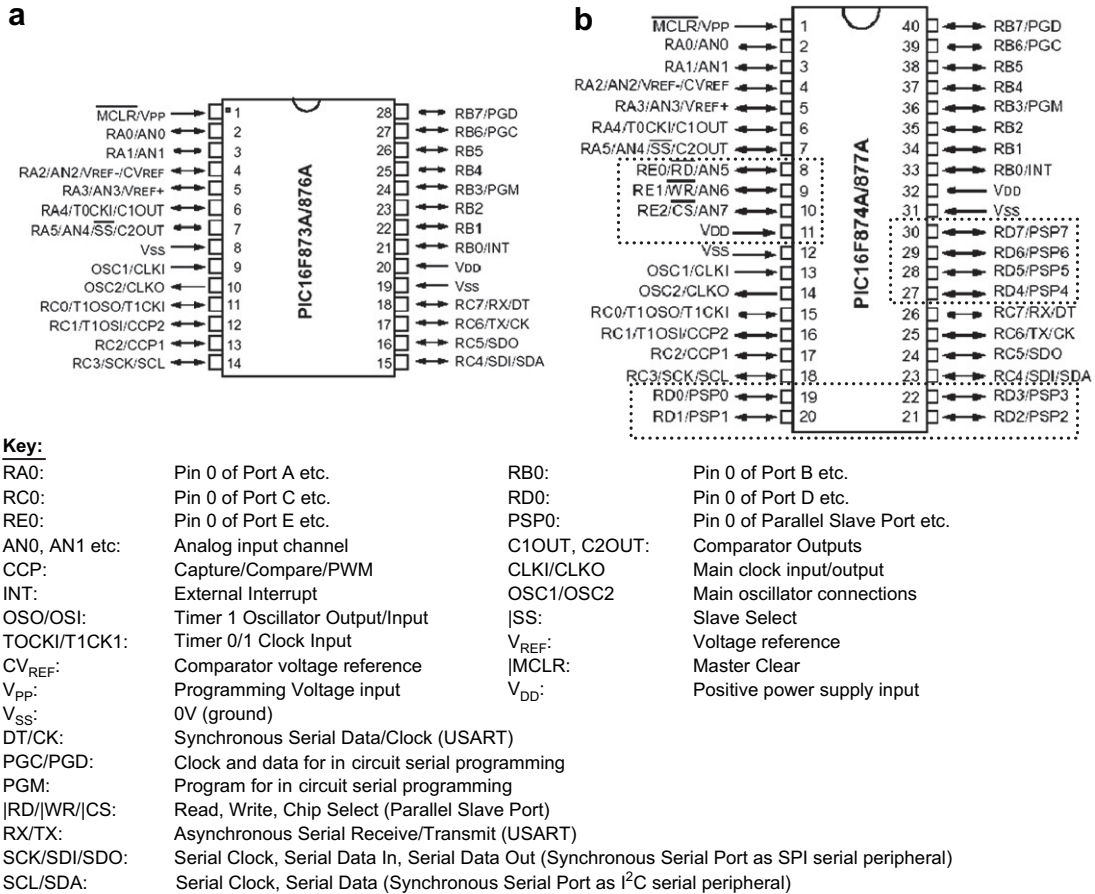 a
MCLR/VPP 1 28 RB7/PGD
RA0/AN0 2 27 RB6/PGC
RA1/AN1 3 26 RB5
RA2/AN2/VREF-/CVREF 4 25 RB4
RA3/AN3/VREF+ 5 24 RB3/PGM
RA4/T0CKI/C1OUT 6 23 RB2
RA5/AN4/SS/C2OUT 7 22 RB1
VSS 8 21 RB0/INT
OSC1/CLKI 9 20 VDD
OSC2/CLKO 10 19 VSS
RC0/T1OSO/T1CKI 11 18 RC7/RX/DT
RC1/T1OSI/CCP2 12 17 RC6/TX/CK
RC2/CCP1 13 16 RC5/SDO
RC3/SCK/SCL 14 15 RC4/SDI/SDA
PIC16F873A/876A
b
MCLR/VPP 1 40 RB7/PGD
RA0/AN0 2 39 RB6/PGC
RA1/AN1 3 38 RB5
RA2/AN2/VREF-/CVREF 4 37 RB4
RA3/AN3/VREF+ 5 36 RB3/PGM
RA4/T0CKI/C1OUT 6 35 RB2
RA5/AN4/SS/C2OUT 7 34 RB1
RE0/RD/AN5 8 33 RB0/INT
RE1/WR/AN6 9 32 VDD
RE2/CS/AN7 10 31 VSS
VDD 11 30 RD7/PSP7
VSS 12 29 RD6/PSP6
OSC1/CLKI 13 28 RD5/PSP5
OSC2/CLKO 14 27 RD4/PSP4
RC0/T1OSO/T1CKI 15 26 RC7/RX/DT
RC1/T1OSI/CCP2 16 25 RC6/TX/CK
RC2/CCP1 17 24 RC5/SDO
RC3/SCK/SCL 18 23 RC4/SDI/SDA
RD0/PSP0 19 22 RD3/PSP3
RD1/PSP1 20 21 RD2/PSP2
PIC16F874A/877A
Key:
RA0: Pin 0 of Port A etc. RB0: Pin 0 of Port B etc.
RC0: Pin 0 of Port C etc. RD0: Pin 0 of Port D etc.
RE0: Pin 0 of Port E etc. PSP0: Pin 0 of Parallel Slave Port etc.
AN0, AN1 etc: Analog input channel C1OUT, C2OUT: Comparator Outputs
CCP: Capture/Compare/PWM CLKI/CLKO Main clock input/output
INT: External Interrupt OSC1/OSC2 Main oscillator connections
OSO/OSI: Timer 1 Oscillator Output/Input |SS: Slave Select
TOCKI/T1CK1: Timer 0/1 Clock Input VREF: Voltage reference
CVREF: Comparator voltage reference |MCLR: Master Clear
VPP: Programming Voltage input VDD: Positive power supply input
VSS: 0V (ground)
DT/CK: Synchronous Serial Data/Clock (USART)
PGC/PGD: Clock and data for in circuit serial programming
PGM: Program for in circuit serial programming
|RD/|WR/|CS: Read, Write, Chip Select (Parallel Slave Port)
RX/TX: Asynchronous Serial Receive/Transmit (USART)
SCK/SDI/SDO: Serial Clock, Serial Data In, Serial Data Out (Synchronous Serial Port as SPI serial peripheral)
SCL/SDA: Serial Clock, Serial Data (Synchronous Serial Port as I²C serial peripheral)